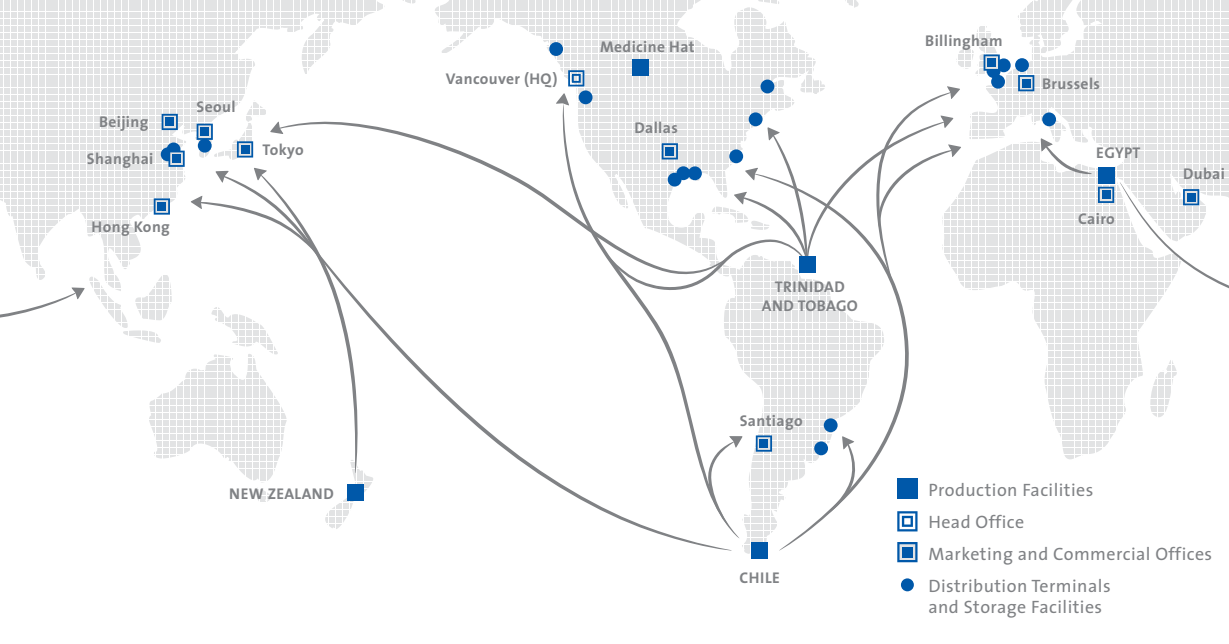 Medicine Hat
Billingham
Vancouver (HQ)
Brussels
Seoul
Beijing
Dallas
Tokyo
Shanghai
EGYPT
Dubai
Hong Kong
Cairo
TRINIDAD
AND TOBAGO
Santiago
NEW ZEALAND
CHILE
Production Facilities
Head Office
Marketing and Commercial Offices
Distribution Terminals
and Storage Facilities